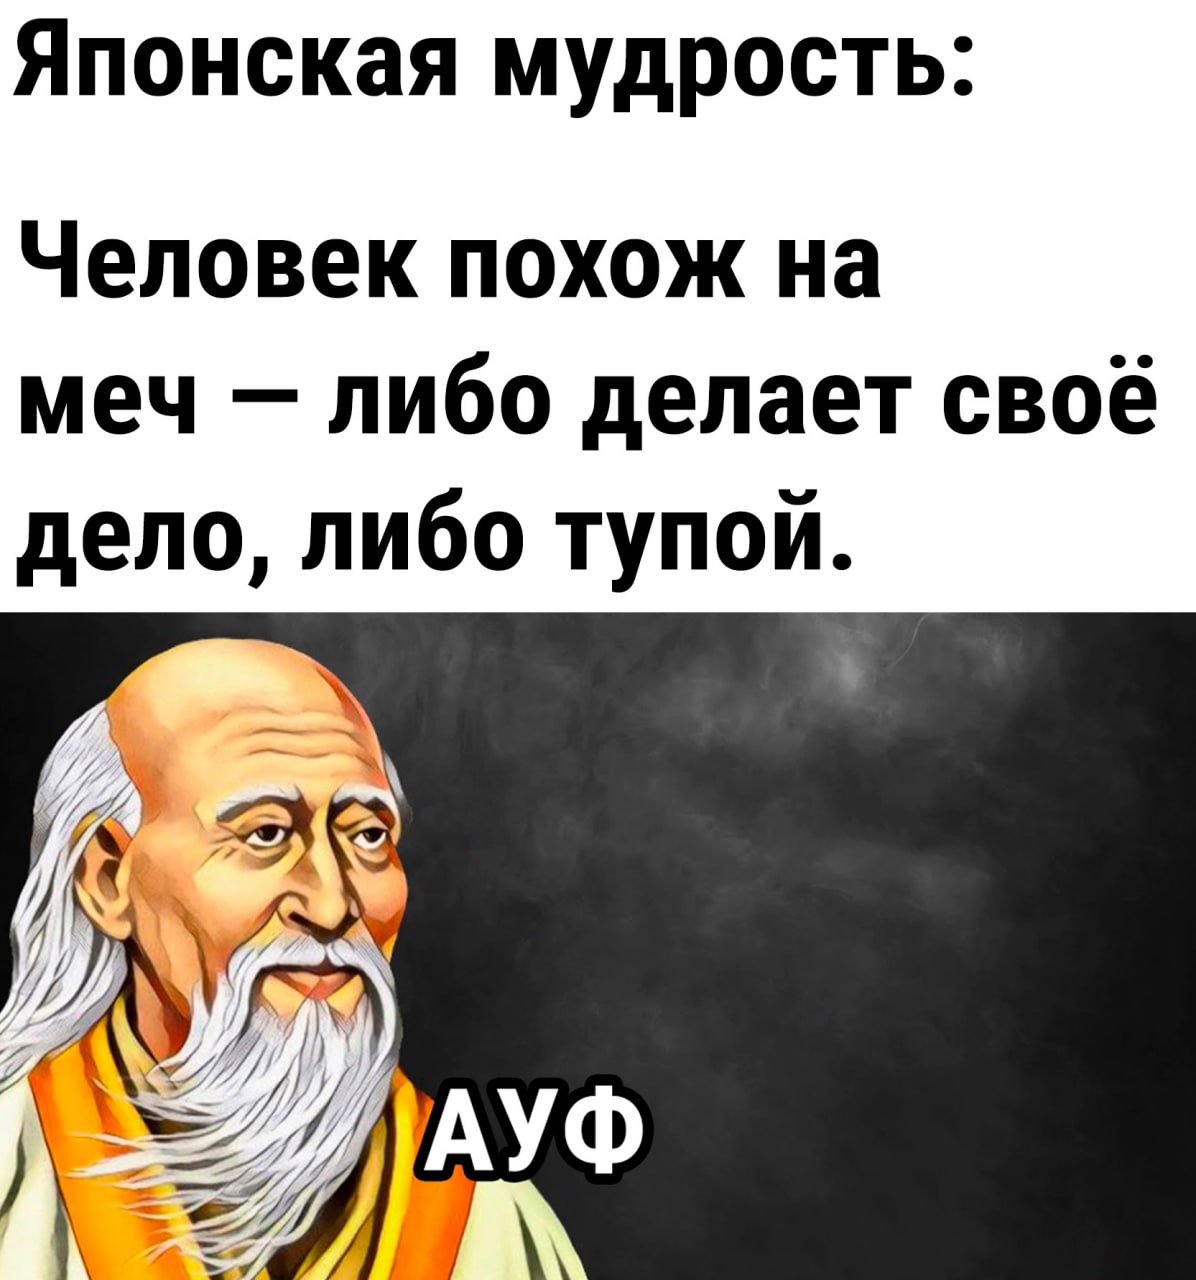 Японская мудрость:
Человек похож на
меч – либо делает своё
дело, либо тупой.
АУФ